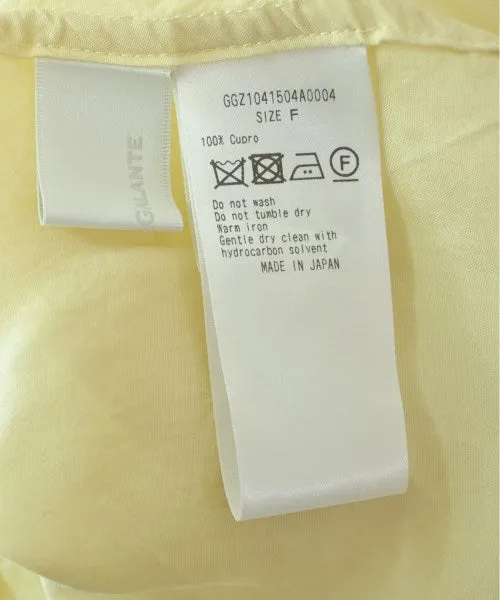 GILANTE
GGZ1041504A0004
SIZE F
100% Cupro
F
Do not wash
Do not tumble dry
Warm iron
Gentle dry clean with
hydrocarbon solvent
MADE IN JAPAN